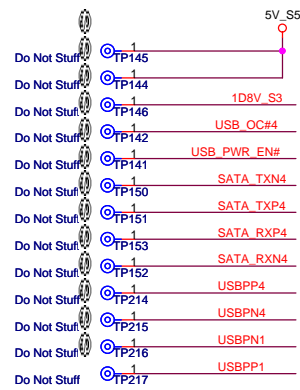 5V_S5
Do Not Stuff TP145 1
Do Not Stuff TP144 1
Do Not Stuff TP146 1 1D8V_S3
Do Not Stuff TP142 1 USB_OC#4
Do Not Stuff TP141 1 USB_PWR_EN#
Do Not Stuff TP150 1 SATA_TXN4
Do Not Stuff TP151 1 SATA_TXP4
Do Not Stuff TP153 1 SATA_RXP4
Do Not Stuff TP152 1 SATA_RXN4
Do Not Stuff TP214 1 USBPP4
Do Not Stuff TP215 1 USBPN4
Do Not Stuff TP216 1 USBPN1
Do Not Stuff TP217 1 USBPP1